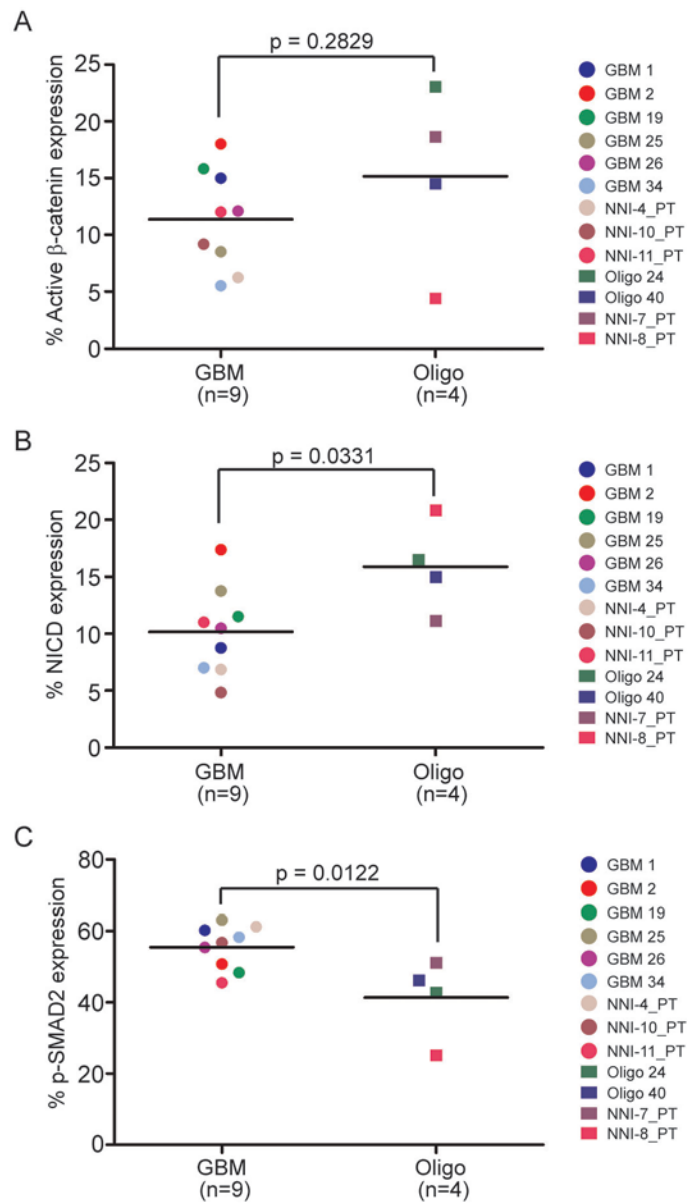 A
p = 0.2829
% Active β-catenin expression
25
20
15
10
5
0
GBM
(n=9)
Oligo
(n=4)
GBM 1
GBM 2
GBM 19
GBM 25
GBM 26
GBM 34
NNI-4_PT
NNI-10_PT
NNI-11_PT
Oligo 24
Oligo 40
NNI-7_PT
NNI-8_PT
B
p = 0.0331
% NICD expression
25
20
15
10
5
0
GBM
(n=9)
Oligo
(n=4)
GBM 1
GBM 2
GBM 19
GBM 25
GBM 26
GBM 34
NNI-4_PT
NNI-10_PT
NNI-11_PT
Oligo 24
Oligo 40
NNI-7_PT
NNI-8_PT
C
p = 0.0122
% p-SMAD2 expression
80
60
40
20
0
GBM
(n=9)
Oligo
(n=4)
GBM 1
GBM 2
GBM 19
GBM 25
GBM 26
GBM 34
NNI-4_PT
NNI-10_PT
NNI-11_PT
Oligo 24
Oligo 40
NNI-7_PT
NNI-8_PT